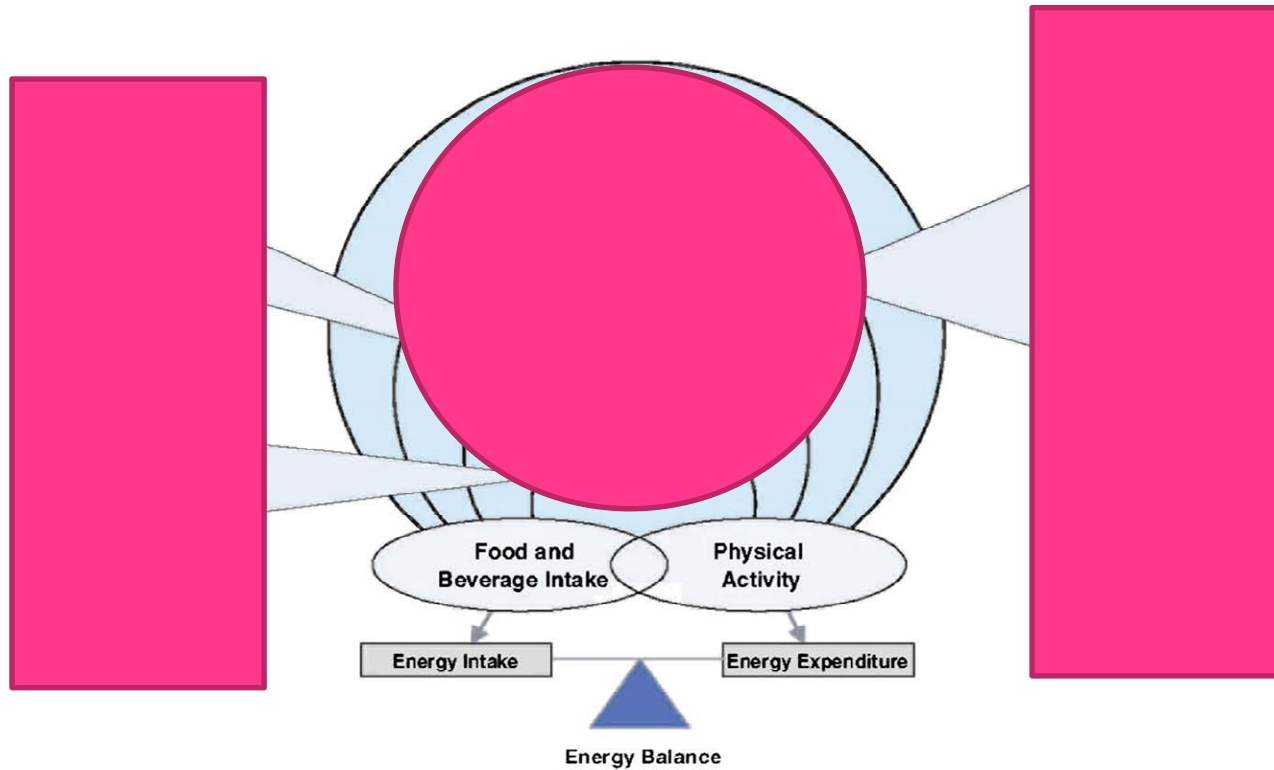 Food and
Beverage Intake
Physical
Activity
Energy Intake
Energy Expenditure
Energy Balance